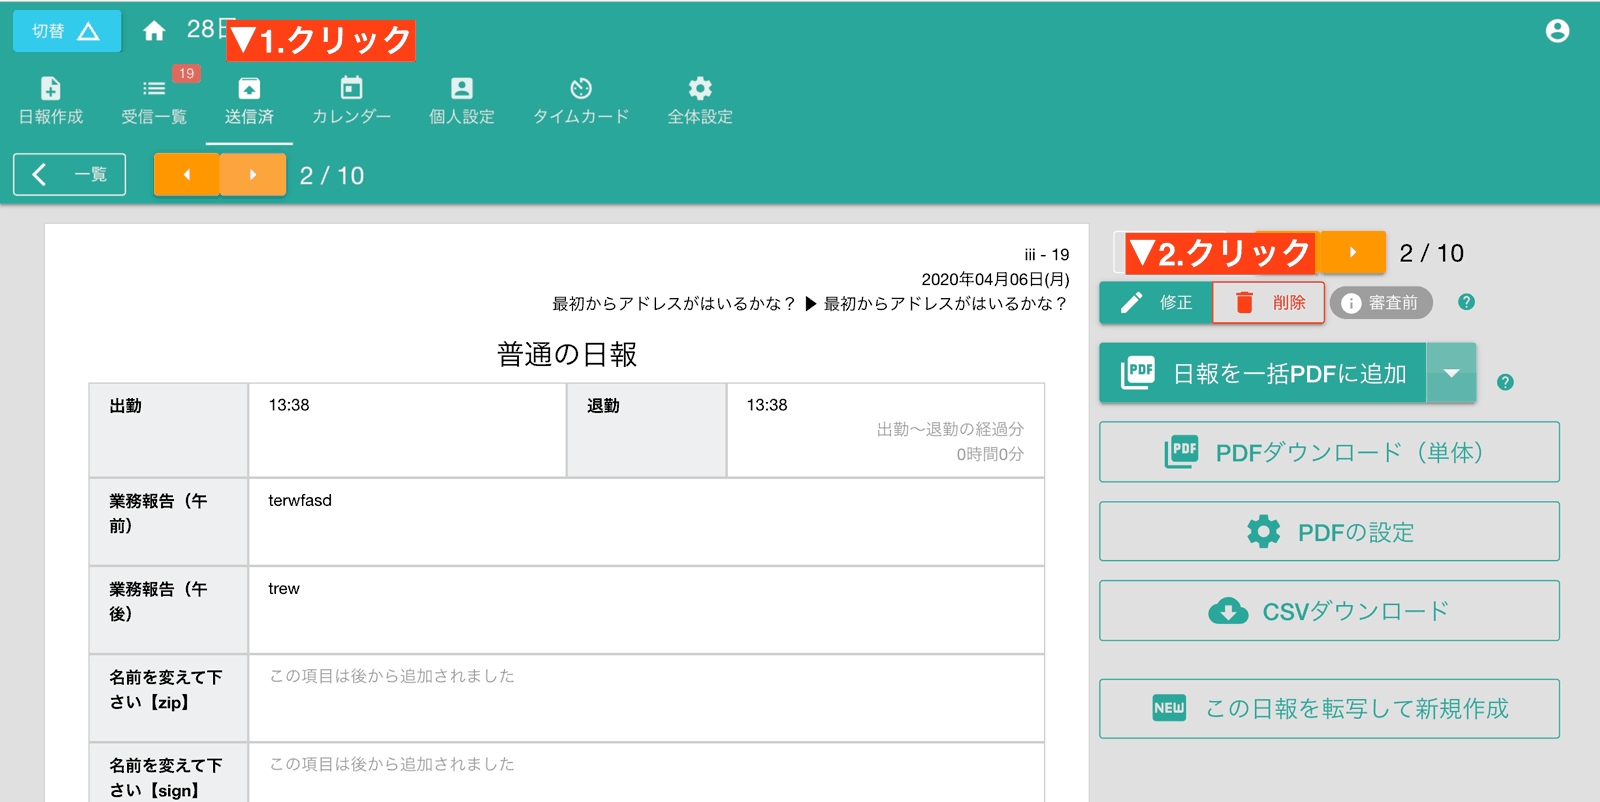 切替
28日
▼1.クリック
日報作成
受信一覧
19
送信済
カレンダー
個人設定
タイムカード
全体設定
一覧
2 / 10
iii - 19
2020年04月06日(月)
最初からアドレスがはいるかな？ ▶ 最初からアドレスがはいるかな？
普通の日報
出勤
13:38
退勤
13:38
出勤〜退勤の経過分
0時間0分
業務報告（午
前）
terwfasd
業務報告（午
後）
trew
名前を変えて下
さい【zip】
この項目は後から追加されました
名前を変えて下
さい【sign】
この項目は後から追加されました
▼2.クリック
2 / 10
修正
削除
審査前
?
PDF
日報を一括PDFに追加
?
PDF
PDFダウンロード（単体）
PDFの設定
CSVダウンロード
NEW
この日報を転写して新規作成